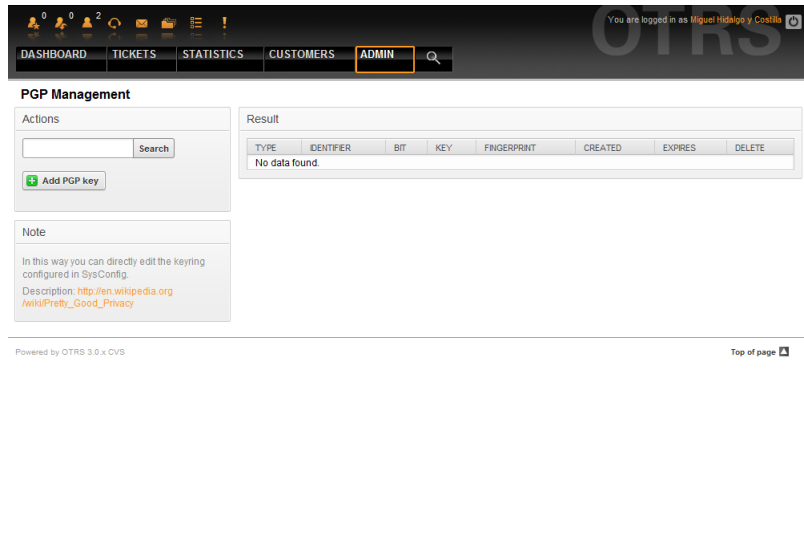 0 0 2
You are logged in as Miguel Hidalgo y Costilla
OTRS
DASHBOARD TICKETS STATISTICS CUSTOMERS ADMIN
PGP Management
Actions
Search
Add PGP key
Result
TYPE IDENTIFIER BIT KEY FINGERPRINT CREATED EXPIRES DELETE
No data found.
Note
In this way you can directly edit the keyring
configured in SysConfig.
Description: http://en.wikipedia.org
/wiki/Pretty_Good_Privacy
Powered by OTRS 3.0.x CVS
Top of page